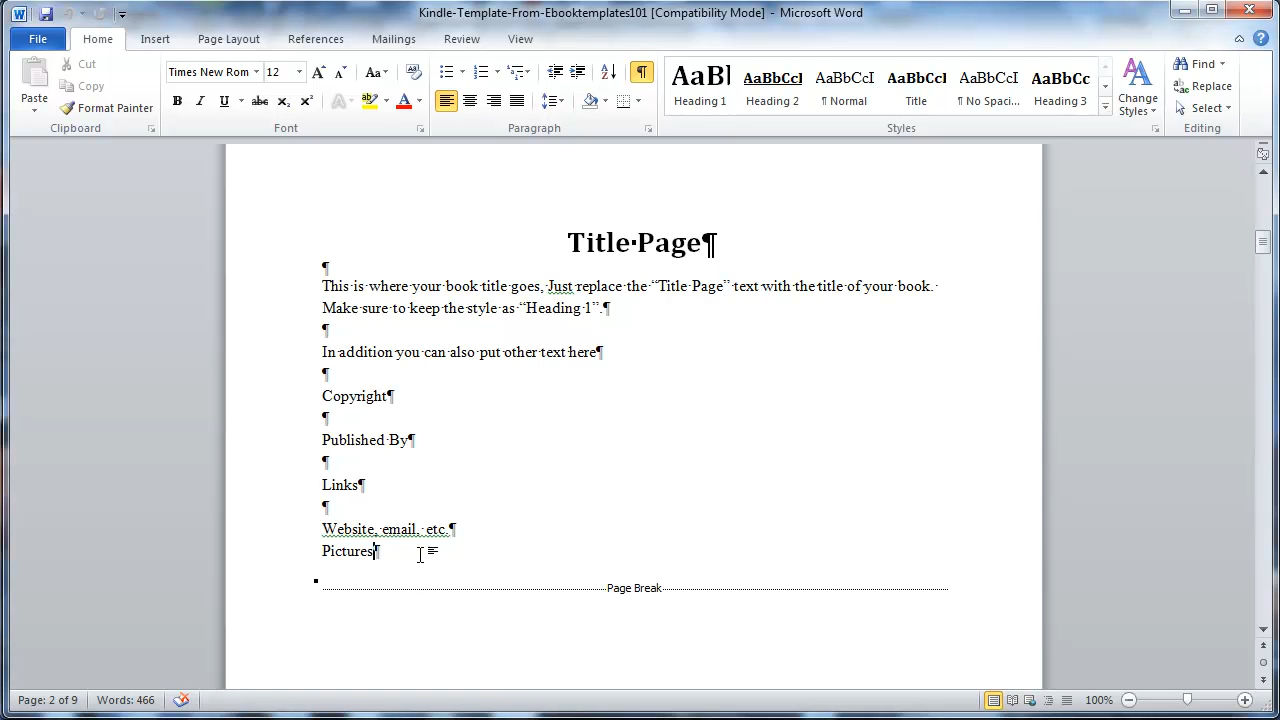 Kindle-Template-From-Ebooktemplates101 [Compatibility Mode] - Microsoft Word
File Home Insert Page Layout References Mailings Review View
Paste
Cut
Copy
Format Painter
Clipboard
Times New Rom 12
Font
Paragraph
AaBl AaBbCcI AaBbCcI AaBbCcl AaBbCcI AaBbCc
Heading 1 Heading 2 ¶ Normal Title ¶ No Spaci... Heading 3
Change Styles
Styles
Find
Replace
Select
Editing
Title·Page¶
¶
This·is·where·your·book·title·goes,·Just·replace·the·“Title·Page”·text·with·the·title·of·your·book.·
Make·sure·to·keep·the·style·as·“Heading·1”.¶
¶
In·addition·you·can·also·put·other·text·here¶
¶
Copyright¶
¶
Published·By¶
¶
Links¶
¶
Website,·email,·etc.¶
Pictures¶
Page Break
Page: 2 of 9 Words: 466 100%